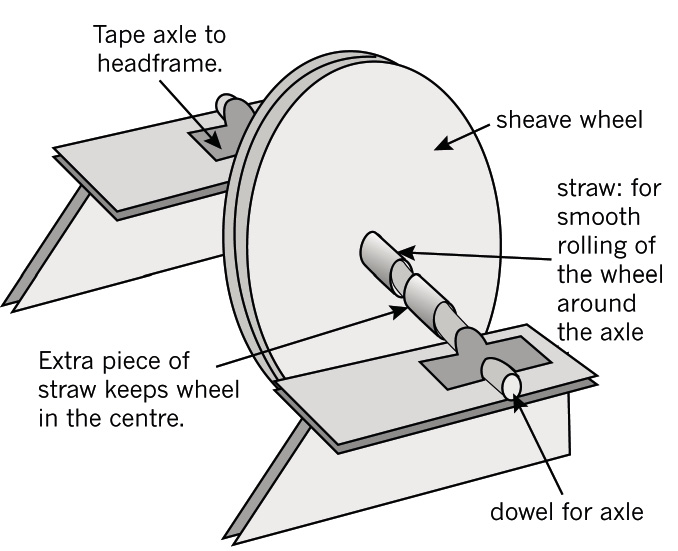 Tape axle to
headframe.
sheave wheel
straw: for
smooth
rolling of
the wheel
around
the axle
Extra piece of
straw keeps wheel
in the centre.
dowel for axle